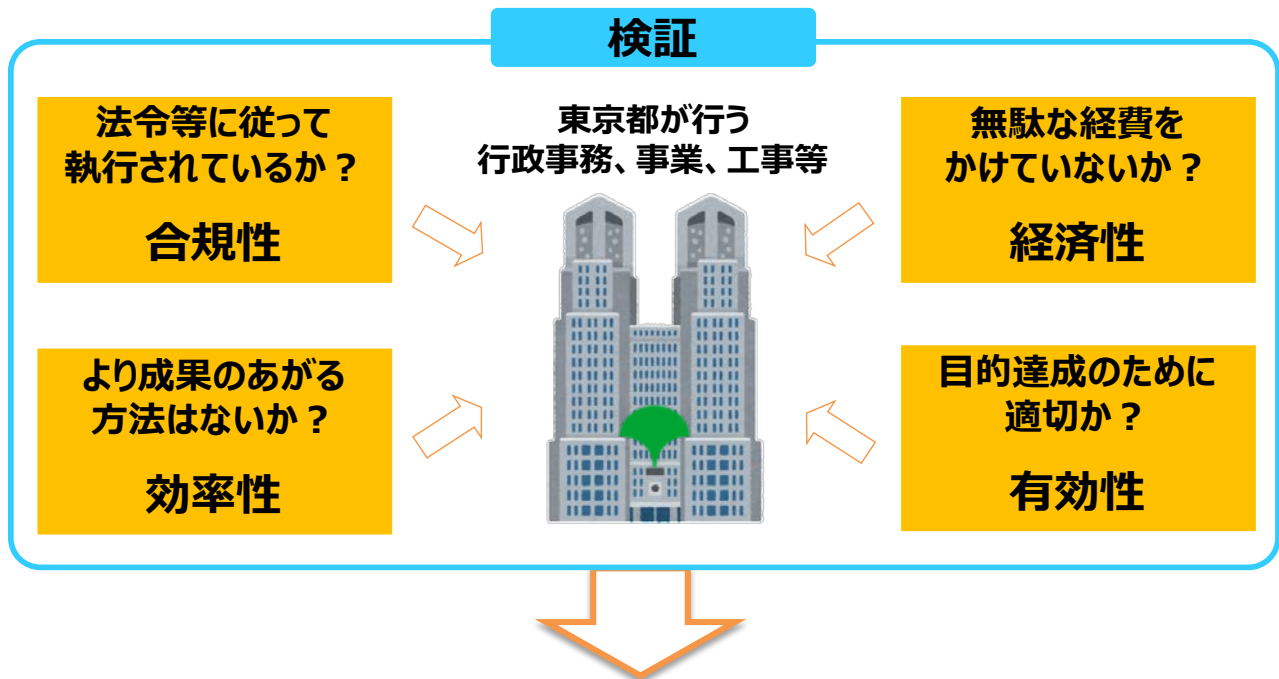 検証
法令等に従って
執行されているか？
合規性
東京都が行う
行政事務、事業、工事等
無駄な経費を
かけていないか？
経済性
より成果のあがる
方法はないか？
効率性
目的達成のために
適切か？
有効性